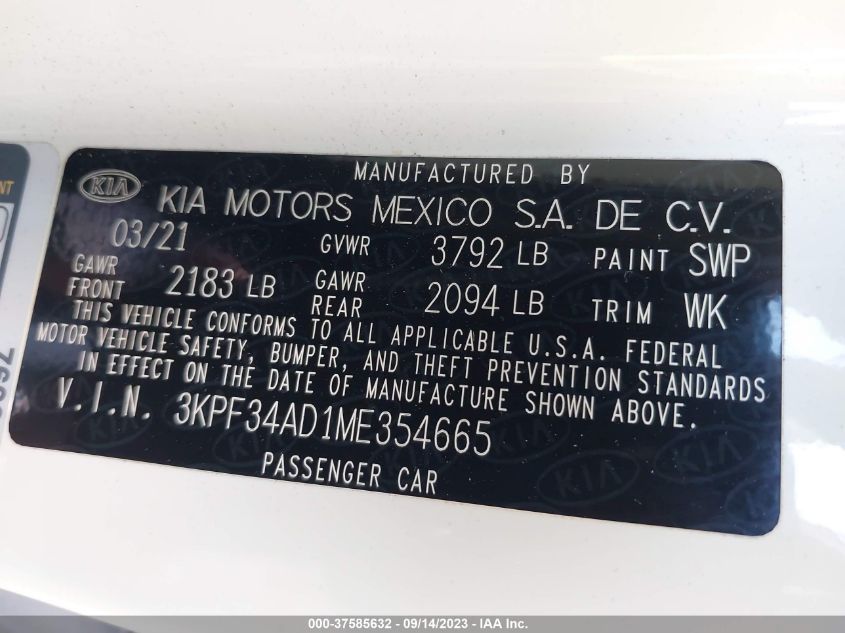 MANUFACTURED BY
KIA KIA MOTORS MEXICO S.A. DE C.V.
03/21 GVWR 3792 LB PAINT SWP
GAWR FRONT 2183 LB GAWR REAR 2094 LB TRIM WK
THIS VEHICLE CONFORMS TO ALL APPLICABLE U.S.A. FEDERAL
MOTOR VEHICLE SAFETY, BUMPER, AND THEFT PREVENTION STANDARDS
IN EFFECT ON THE DATE OF MANUFACTURE SHOWN ABOVE.
V.I.N. 3KPF34AD1ME354665
PASSENGER CAR
000-37585632 - 09/14/2023 - IAA Inc.